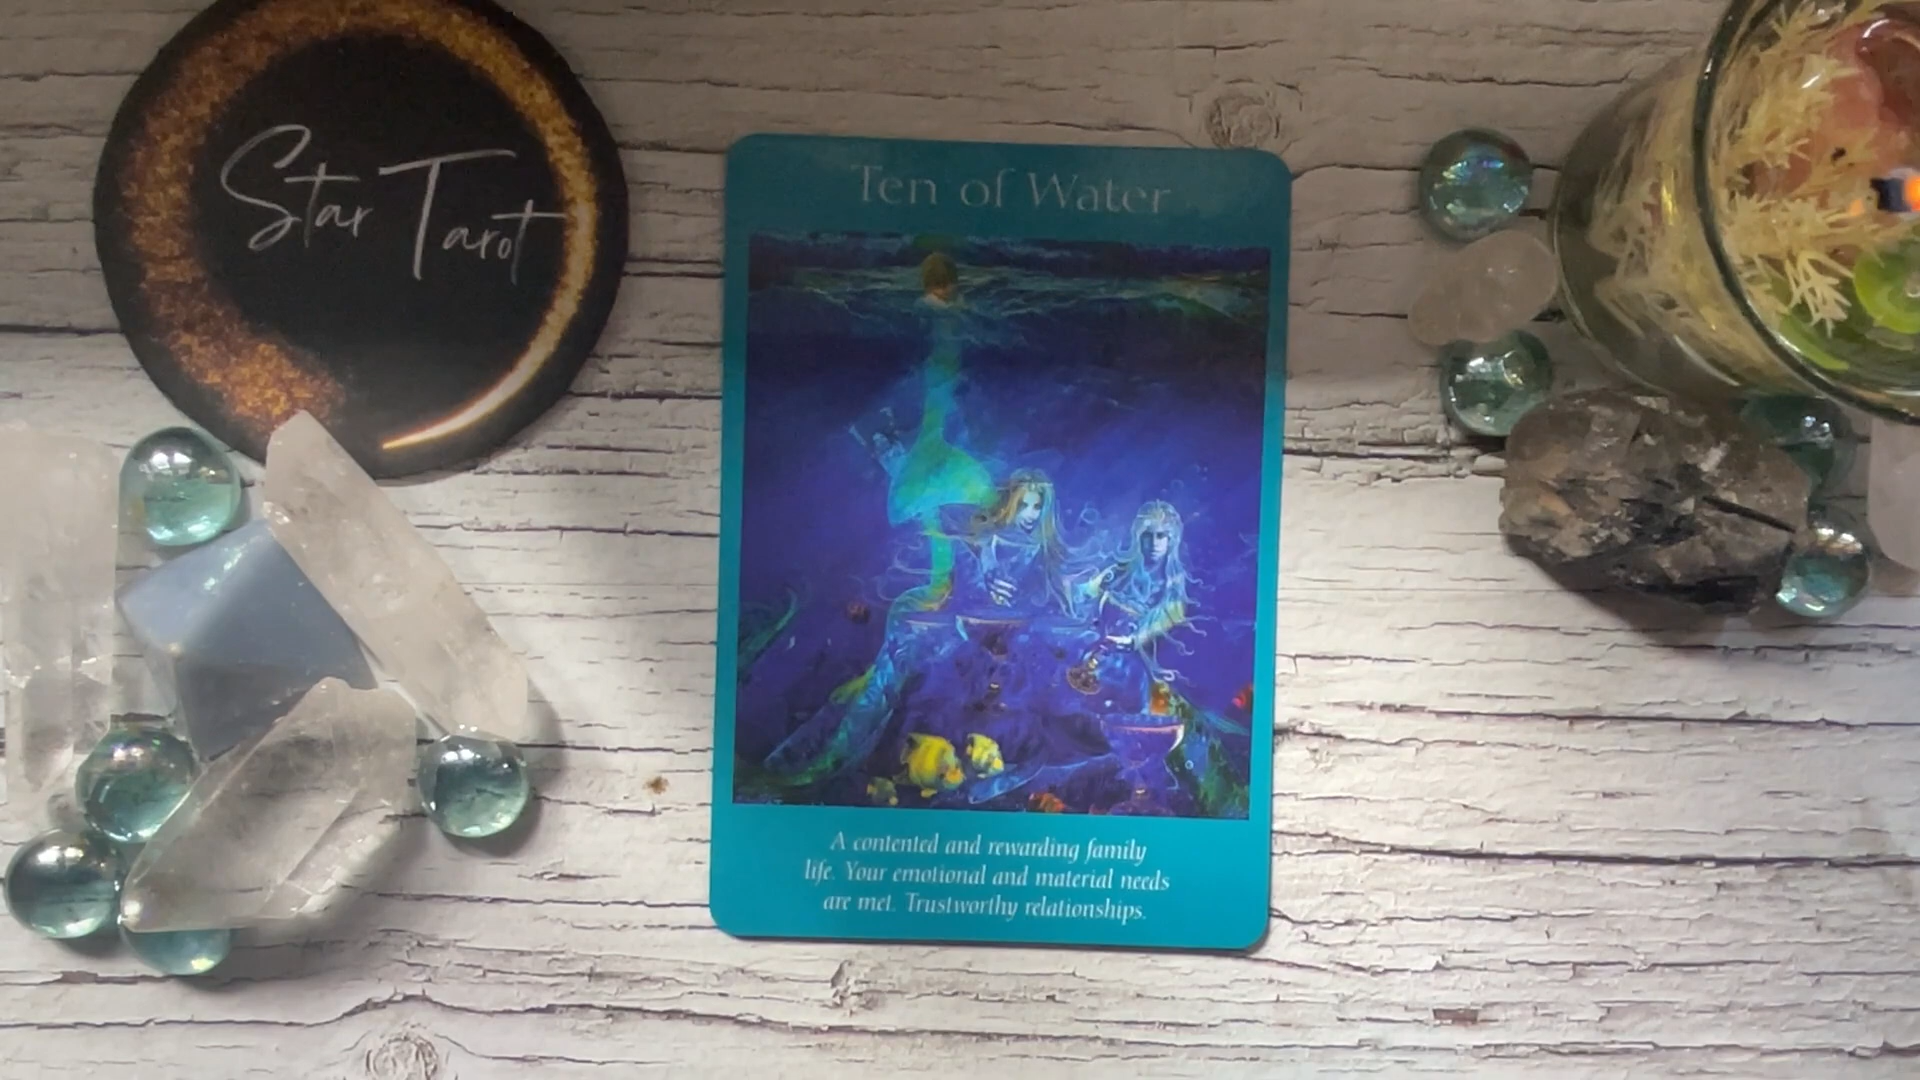 Star Tarot
Ten of Water
A contented and rewarding family
life. Your emotional and material needs
are met. Trustworthy relationships.